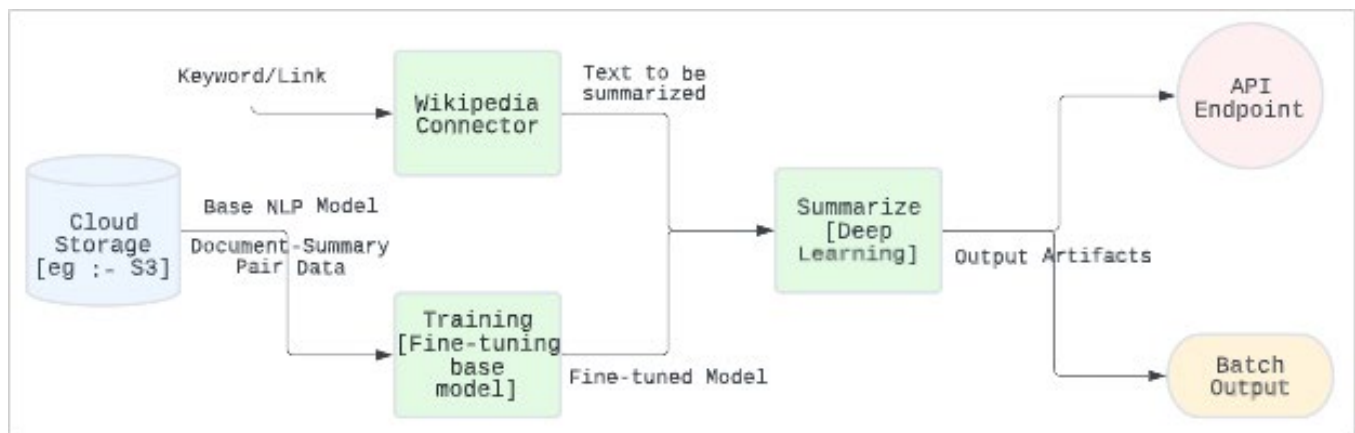 Keyword/Link
Wikipedia
Connector
Text to be
summarized
API
Endpoint
Cloud
Storage
[eg :- S3]
Base NLP Model
Document-Summary
Pair Data
Training
[Fine-tuning
base
model]
Fine-tuned Model
Summarize
[Deep
Learning]
Output Artifacts
Batch
Output